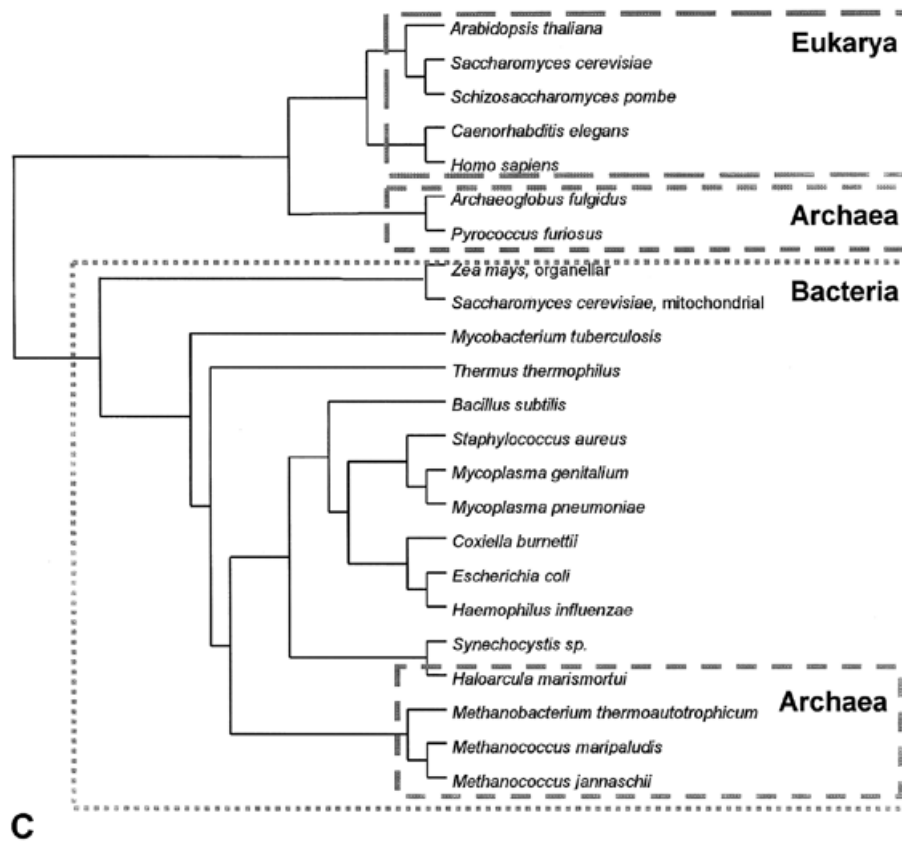 Arabidopsis thaliana
Eukarya
Saccharomyces cerevisiae
Schizosaccharomyces pombe
Caenorhabditis elegans
Homo sapiens
Archaeoglobus fulgidus
Archaea
Pyrococcus furiosus
Zea mays, organellar
Bacteria
Saccharomyces cerevisiae, mitochondrial
Mycobacterium tuberculosis
Thermus thermophilus
Bacillus subtilis
Staphylococcus aureus
Mycoplasma genitalium
Mycoplasma pneumoniae
Coxiella burnettii
Escherichia coli
Haemophilus influenzae
Synechocystis sp.
Haloarcula marismortui
Archaea
Methanobacterium thermoautotrophicum
Methanococcus maripaludis
Methanococcus jannaschii
C